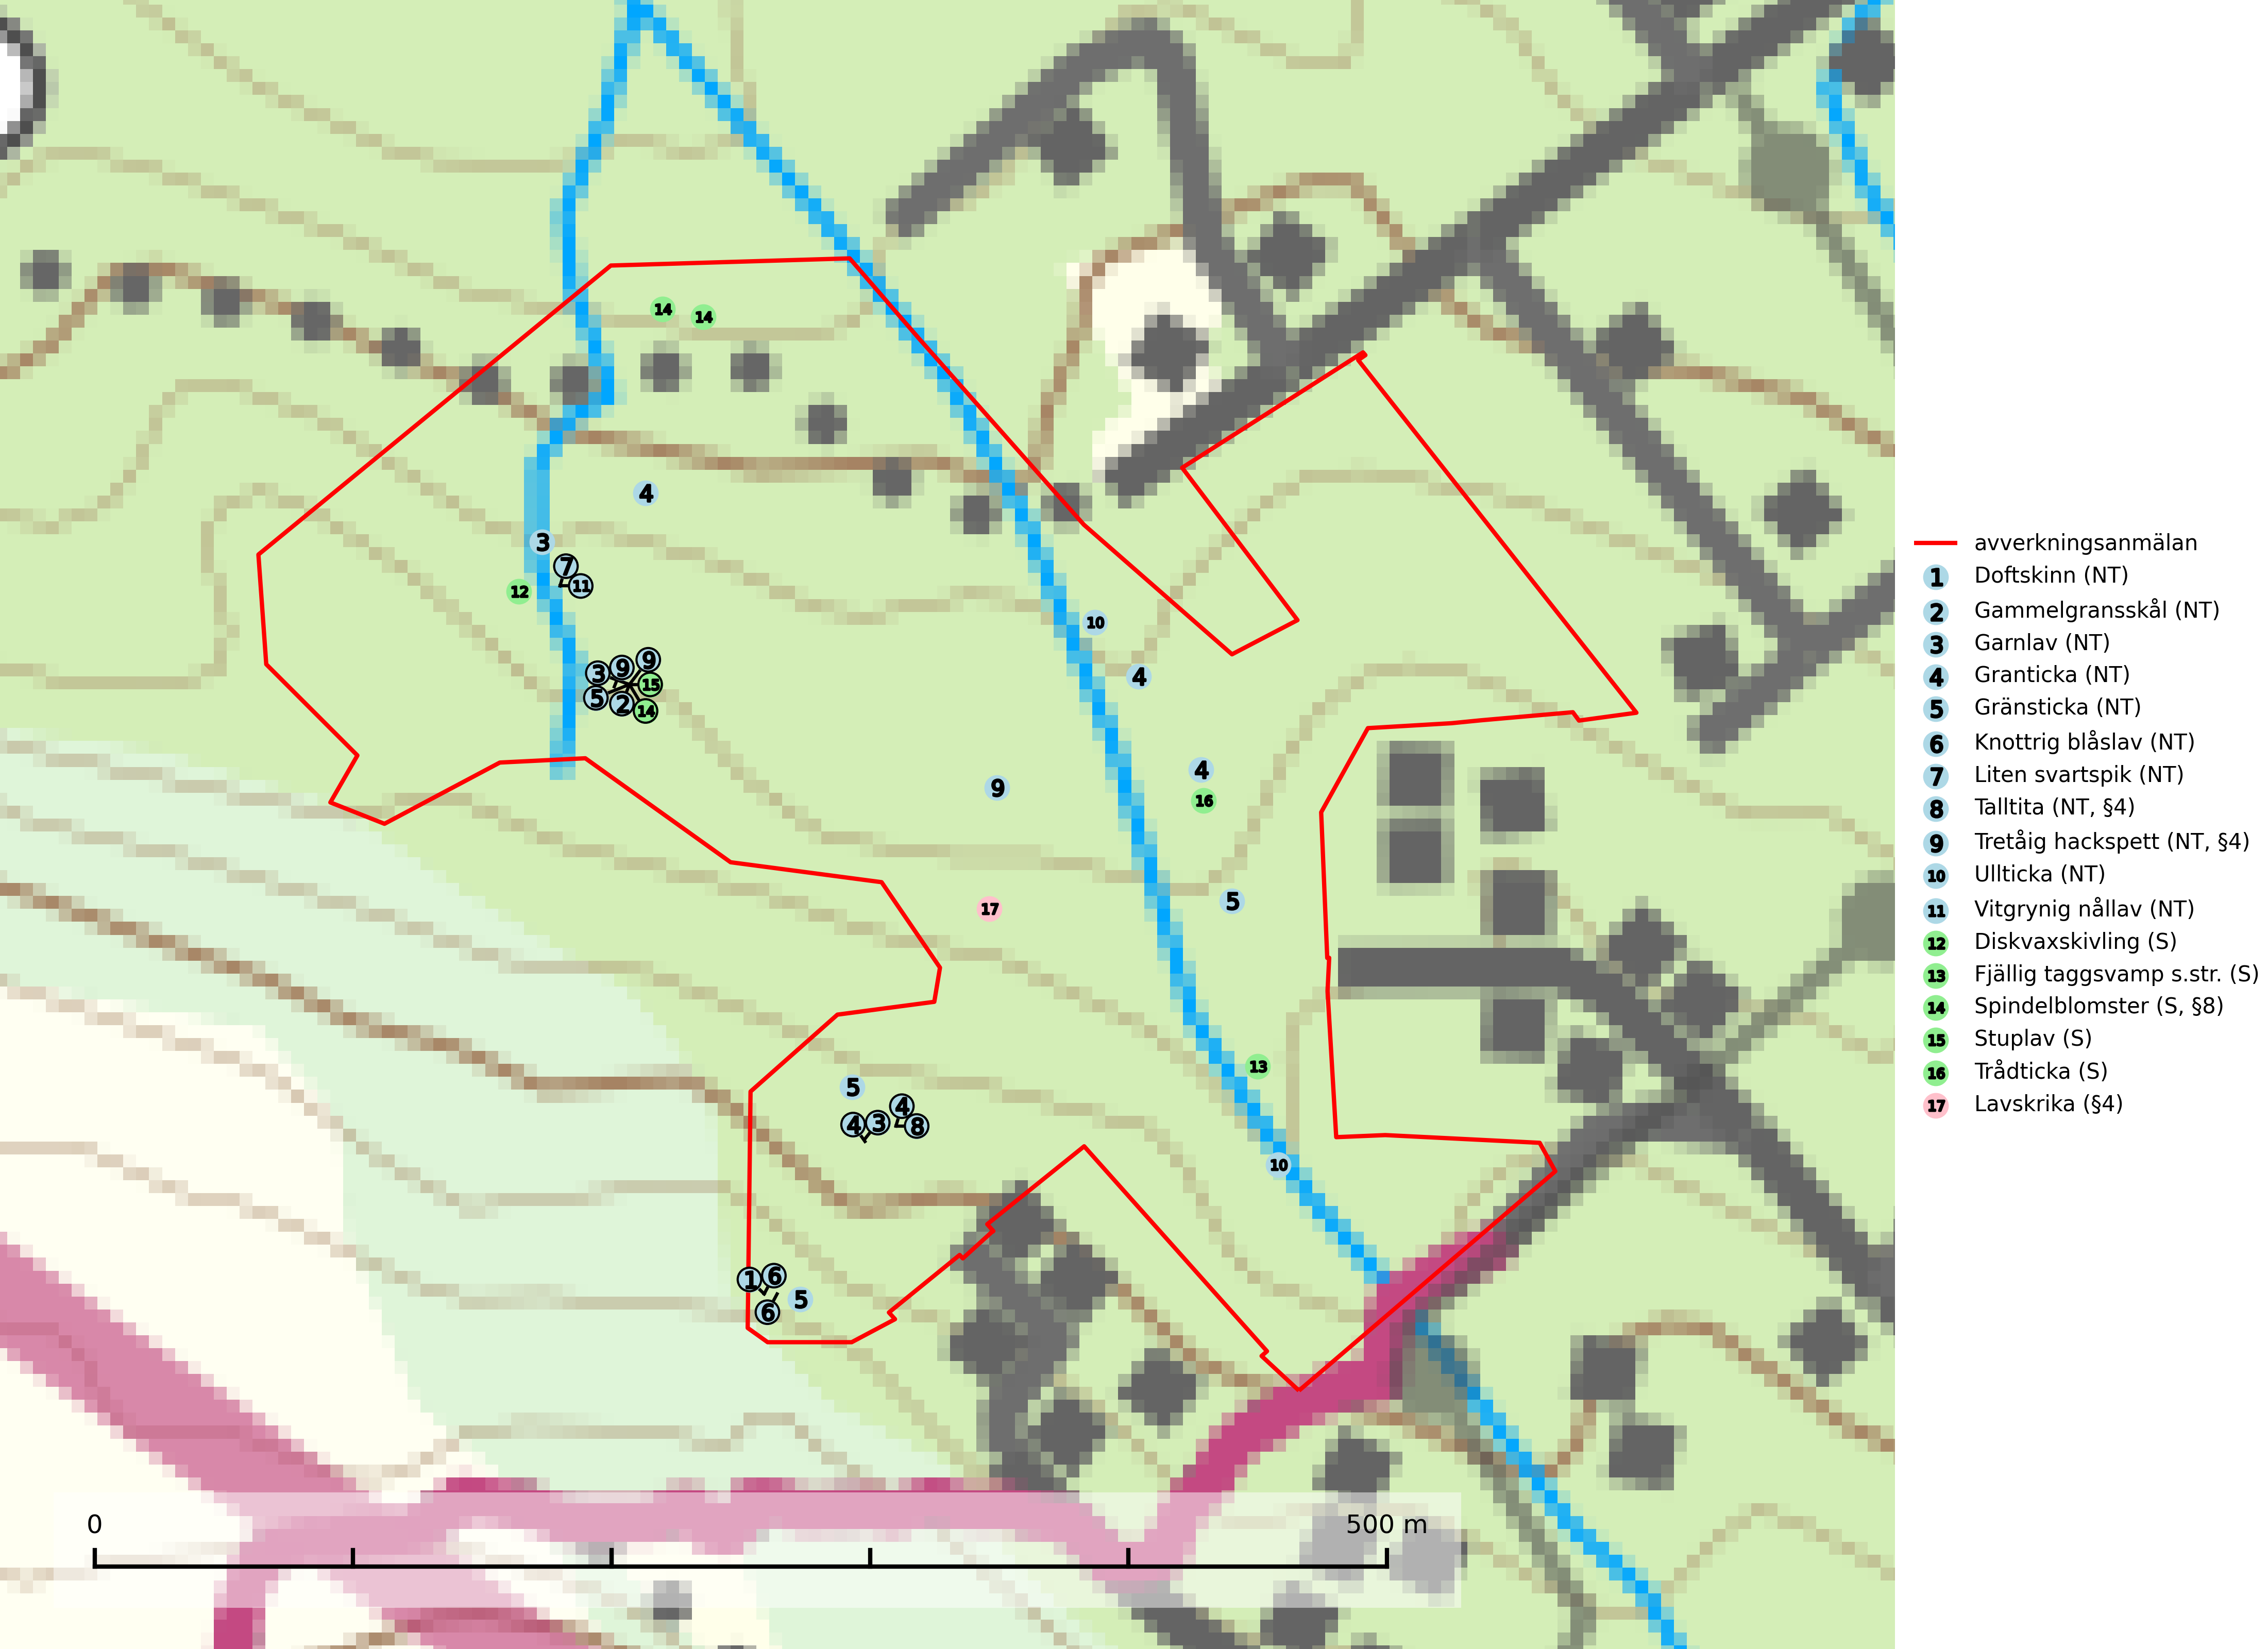 14
14
4
3
7
11
12
10
3
9
9
15
5
2
14
4
4
9
16
5
17
13
5
4
3
4
8
10
1
6
5
6
0
500 m
avverkningsanmälan
1 Doftskinn (NT)
2 Gammelgransskål (NT)
3 Garnlav (NT)
4 Granticka (NT)
5 Gränsticka (NT)
6 Knottrig blåslav (NT)
7 Liten svartspik (NT)
8 Talltita (NT, §4)
9 Tretåig hackspett (NT, §4)
10 Ullticka (NT)
11 Vitgrynig nållav (NT)
12 Diskvaxskivling (S)
13 Fjällig taggsvamp s.str. (S)
14 Spindelblomster (S, §8)
15 Stuplav (S)
16 Trådticka (S)
17 Lavskrika (§4)